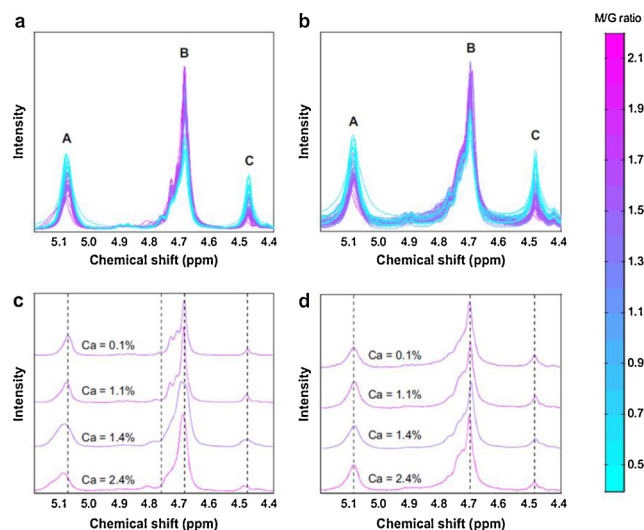 a
B
A
C
Intensity
5.1 5.0 4.9 4.8 4.7 4.6 4.5 4.4
Chemical shift (ppm)
b
B
A
C
Intensity
5.1 5.0 4.9 4.8 4.7 4.6 4.5 4.4
Chemical shift (ppm)
M/G ratio
2.1
1.9
1.7
1.5
1.3
1.1
0.9
0.7
0.5
c
Ca = 0.1%
Ca = 1.1%
Ca = 1.4%
Ca = 2.4%
Intensity
5.1 5.0 4.9 4.8 4.7 4.6 4.5 4.4
Chemical shift (ppm)
d
Ca = 0.1%
Ca = 1.1%
Ca = 1.4%
Ca = 2.4%
Intensity
5.1 5.0 4.9 4.8 4.7 4.6 4.5 4.4
Chemical shift (ppm)